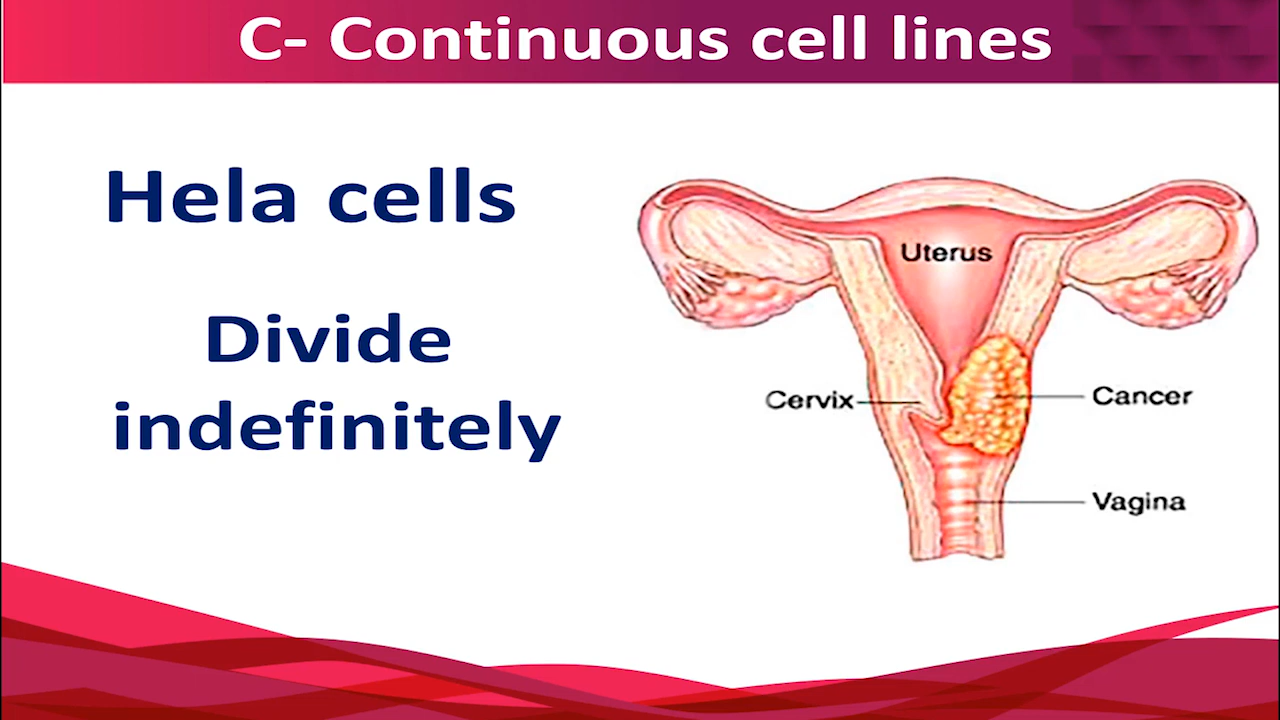 C- Continuous cell lines
Hela cells
Divide
indefinitely
Uterus
Cervix
Cancer
Vagina